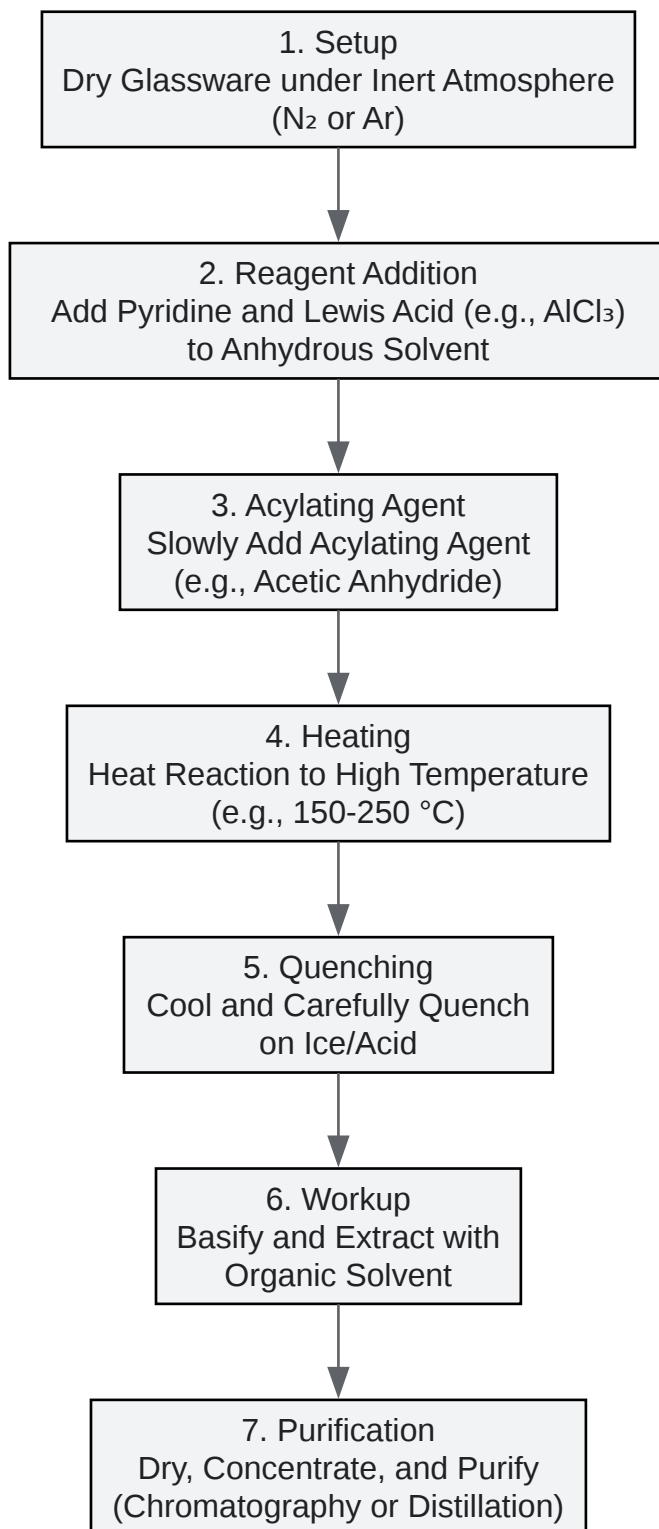 1. Setup
Dry Glassware under Inert Atmosphere
(N₂ or Ar)
2. Reagent Addition
Add Pyridine and Lewis Acid (e.g., AlCl₃)
to Anhydrous Solvent
3. Acylating Agent
Slowly Add Acylating Agent
(e.g., Acetic Anhydride)
4. Heating
Heat Reaction to High Temperature
(e.g., 150-250 °C)
5. Quenching
Cool and Carefully Quench
on Ice/Acid
6. Workup
Basify and Extract with
Organic Solvent
7. Purification
Dry, Concentrate, and Purify
(Chromatography or Distillation)